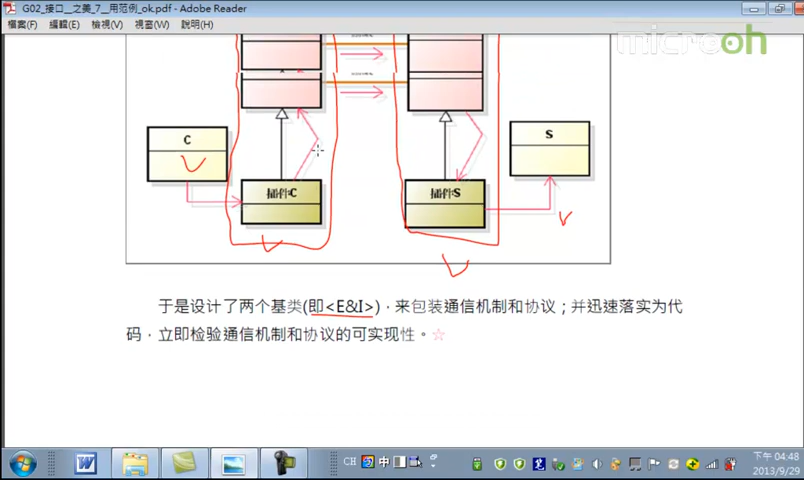 G02_接口__之美_7__用范例_ok.pdf - Adobe Reader
檔案(F) 編輯(E) 檢視(V) 視窗(W) 說明(H)
microoh
C
S
插件C
插件S
于是设计了两个基类(即<E&I>)，来包装通信机制和协议；并迅速落实为代
码，立即检验通信机制和协议的可实现性。☆
CH 中
下午 04:48
2013/9/29